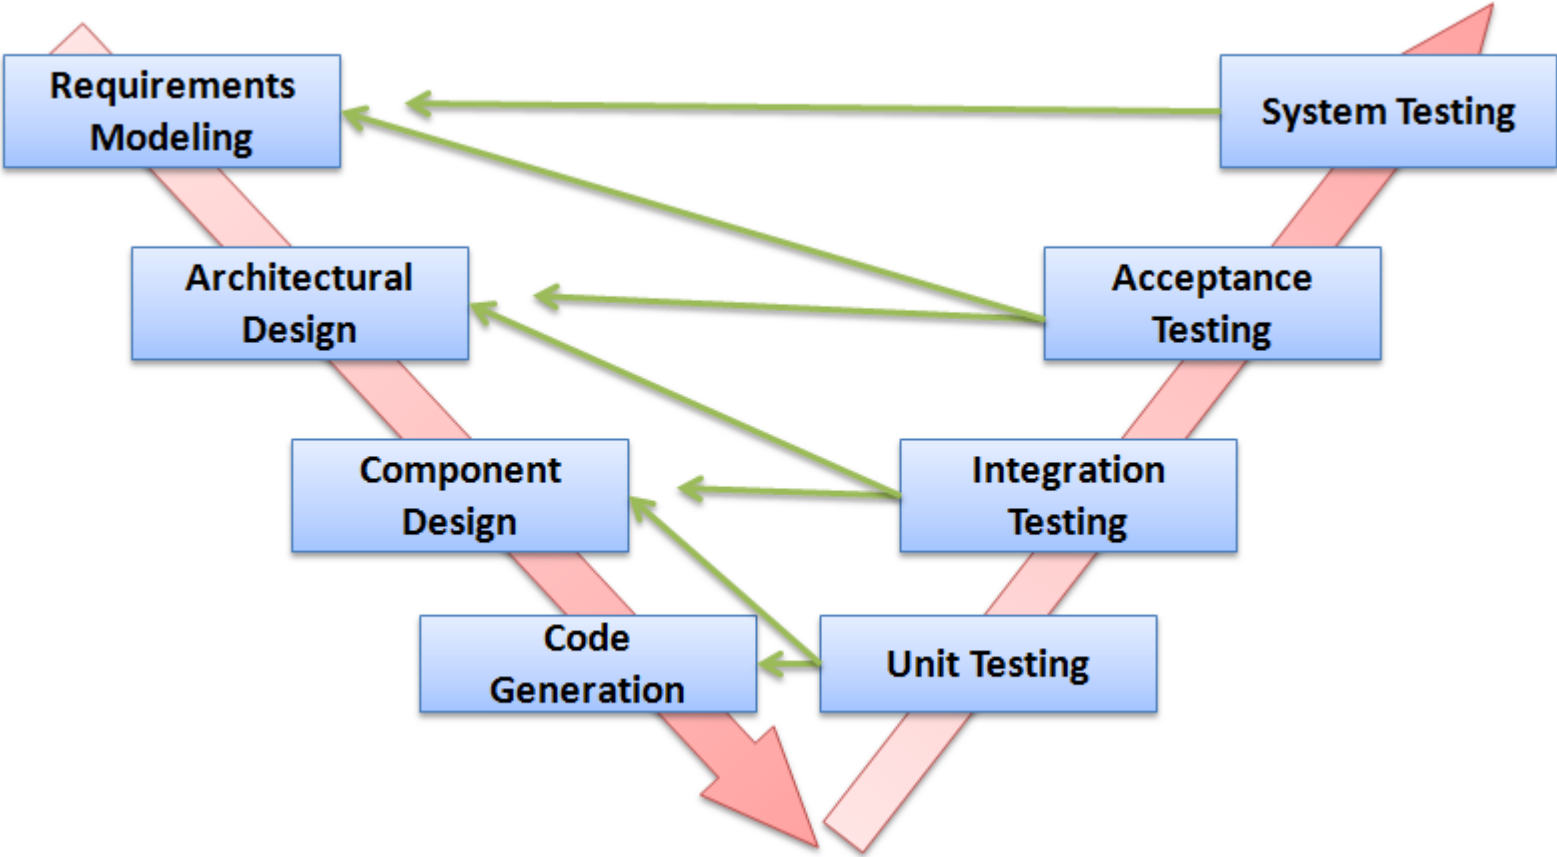 Requirements
Modeling
System Testing
Architectural
Design
Acceptance
Testing
Component
Design
Integration
Testing
Code
Generation
Unit Testing